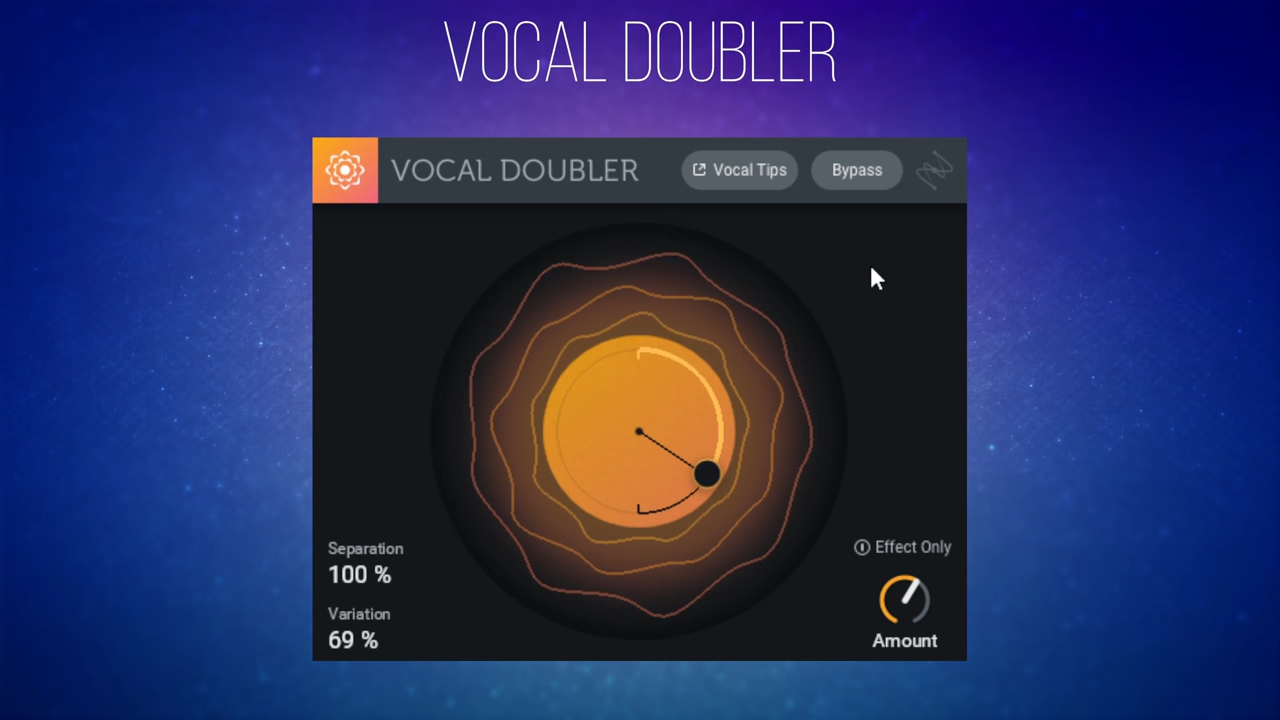 VOCAL DOUBLER
VOCAL DOUBLER
Vocal Tips
Bypass
Separation
100 %
Variation
69 %
Effect Only
Amount